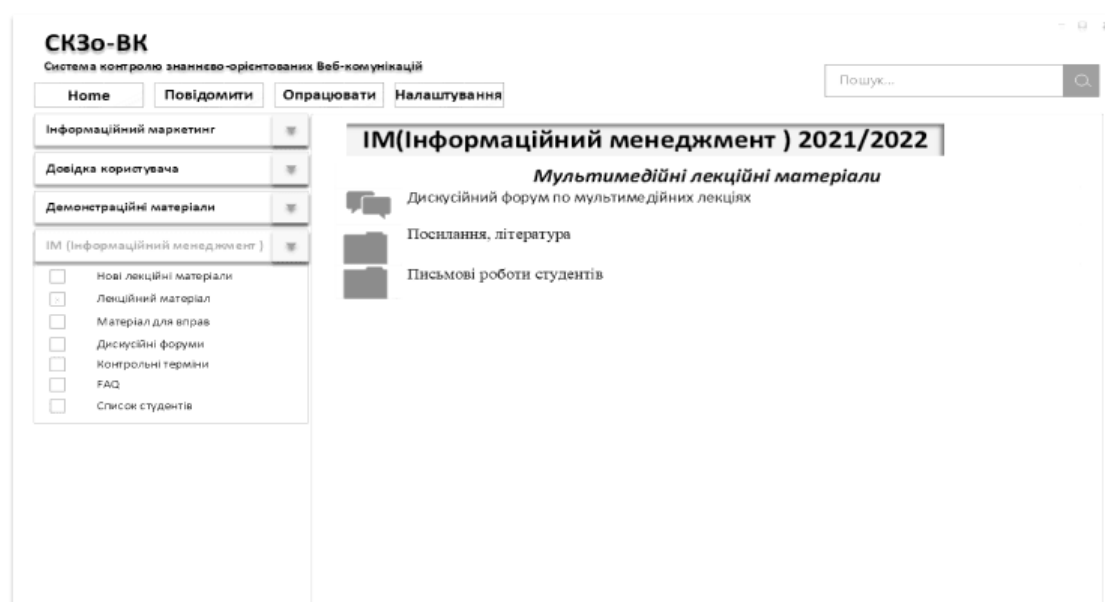 СКЗо-ВК
Система контролю знаннєво-орієнтованих Веб-комунікацій
Пошук...
Home Повідомити Опрацювати Налаштування
Інформаційний маркетинг
Довідка користувача
Демонстраційні матеріали
ІМ (Інформаційний менеджмент )
Нові лекційні матеріали
Лекційний матеріал
Матеріал для вправ
Дискусійні форуми
Контрольні терміни
FAQ
Список студентів
ІМ(Інформаційний менеджмент ) 2021/2022
Мультимедійні лекційні матеріали
Дискусійний форум по мультимедійних лекціях
Посилання, література
Письмові роботи студентів